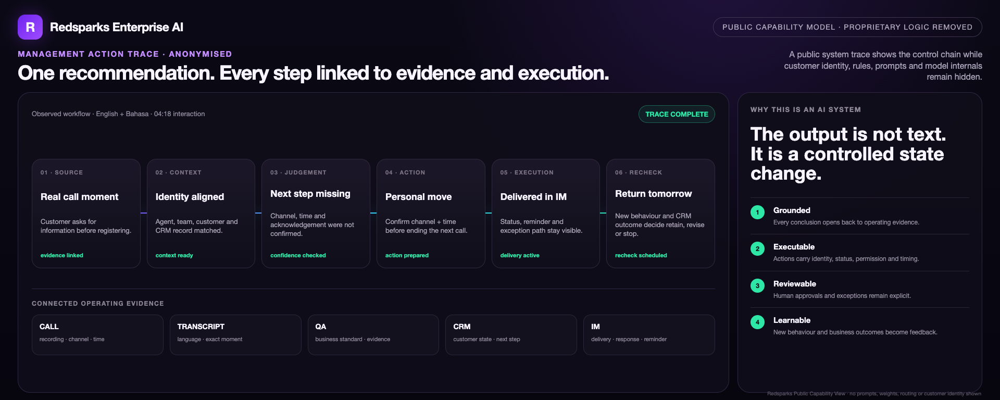 R
Redsparks Enterprise AI
PUBLIC CAPABILITY MODEL · PROPRIETARY LOGIC REMOVED
MANAGEMENT ACTION TRACE · ANONYMISED
One recommendation. Every step linked to evidence and execution.
A public system trace shows the control chain while
customer identity, rules, prompts and model internals
remain hidden.
Observed workflow · English + Bahasa · 04:18 interaction
TRACE COMPLETE
01 · SOURCE
Real call moment
Customer asks for
information before registering.
evidence linked
02 · CONTEXT
Identity aligned
Agent, team, customer and
CRM record matched.
context ready
03 · JUDGEMENT
Next step missing
Channel, time and
acknowledgement were not
confirmed.
confidence checked
04 · ACTION
Personal move
Confirm channel + time
before ending the next call.
action prepared
05 · EXECUTION
Delivered in IM
Status, reminder and
exception path stay visible.
delivery active
06 · RECHECK
Return tomorrow
New behaviour and CRM
outcome decide retain, revise
or stop.
recheck scheduled
CONNECTED OPERATING EVIDENCE
CALL
recording · channel · time
TRANSCRIPT
language · exact moment
QA
business standard · evidence
CRM
customer state · next step
IM
delivery · response · reminder
WHY THIS IS AN AI SYSTEM
The output is not text.
It is a controlled state
change.
1
Grounded
Every conclusion opens back to operating evidence.
2
Executable
Actions carry identity, status, permission and timing.
3
Reviewable
Human approvals and exceptions remain explicit.
4
Learnable
New behaviour and business outcomes become feedback.
Redsparks Public Capability View · no prompts, weights, routing or customer identity shown